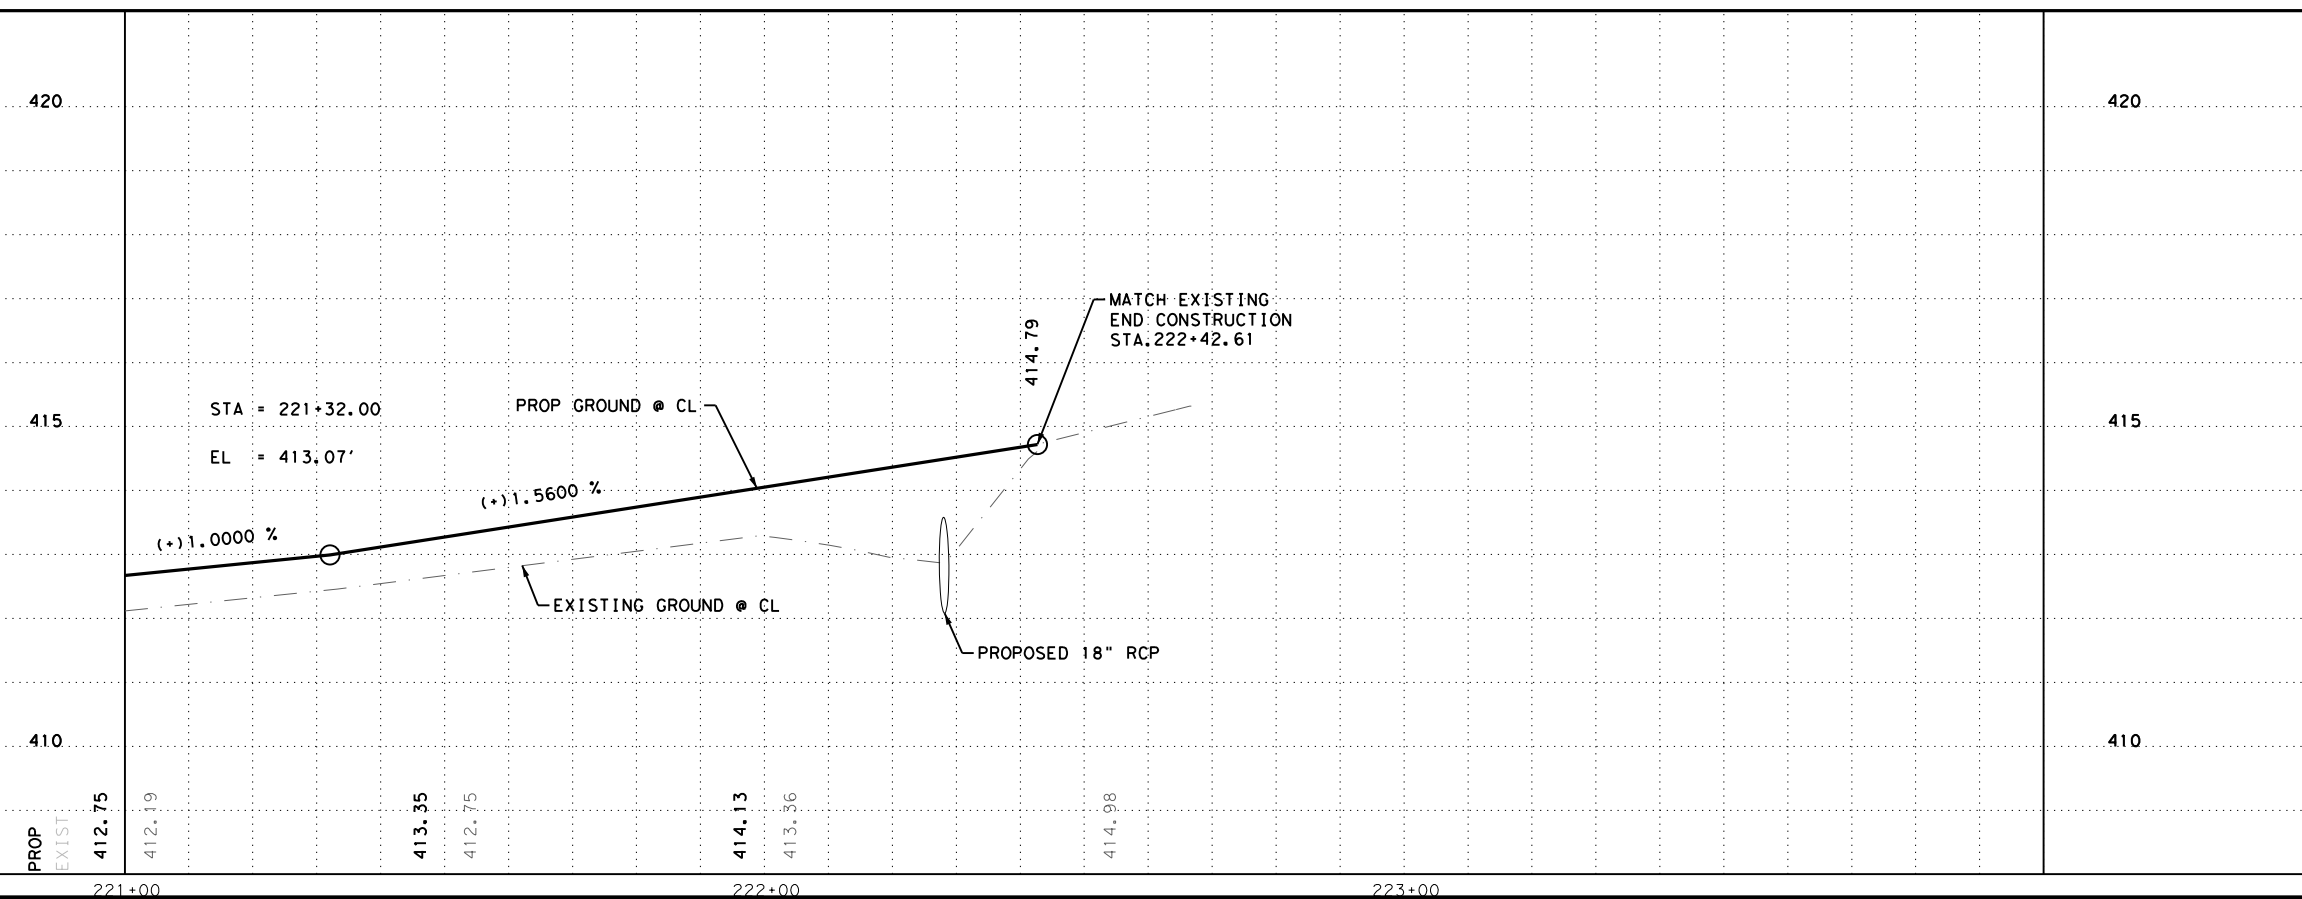 420
420
MATCH EXISTING
END CONSTRUCTION
STA.222+42.61
414.79
STA = 221+32.00
PROP GROUND @ CL
415
415
EL = 413.07'
(+)1.5600 %
(+)1.0000 %
EXISTING GROUND @ CL
PROPOSED 18" RCP
410
410
PROP
EXIST
412.75
412.19
413.35
412.75
414.13
413.36
414.98
221+00
222+00
223+00